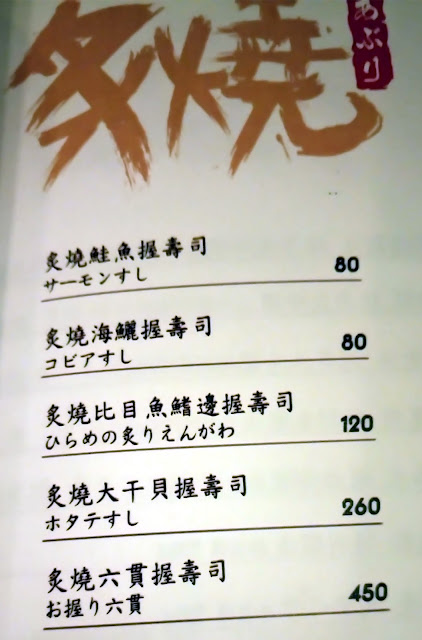 炙燒
あぶり
炙燒鮭魚握壽司
サーモンすし
80
炙燒海鱺握壽司
コビアすし
80
炙燒比目魚鰭邊握壽司
ひらめの炙りえんがわ
120
炙燒大干貝握壽司
ホタテすし
260
炙燒六貫握壽司
お握り六貫
450